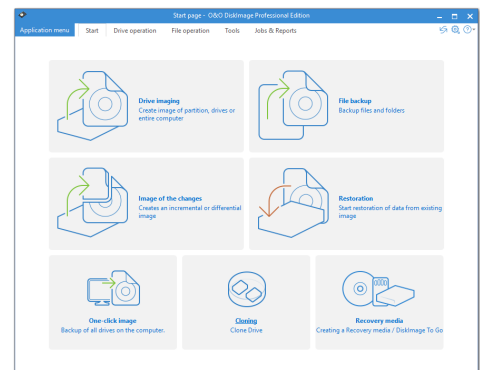 Start page - O&O DiskImage Professional Edition
Application menu Start Drive operation File operation Tools Jobs & Reports
Drive imaging
Create image of partition, drives or
entire computer
File backup
Backup files and folders
Image of the changes
Creates an incremental or differential
image
Restoration
Start restoration of data from existing
image
One-click image
Backup of all drives on the computer.
Cloning
Clone Drive
Recovery media
Creating a Recovery media / DiskImage To Go